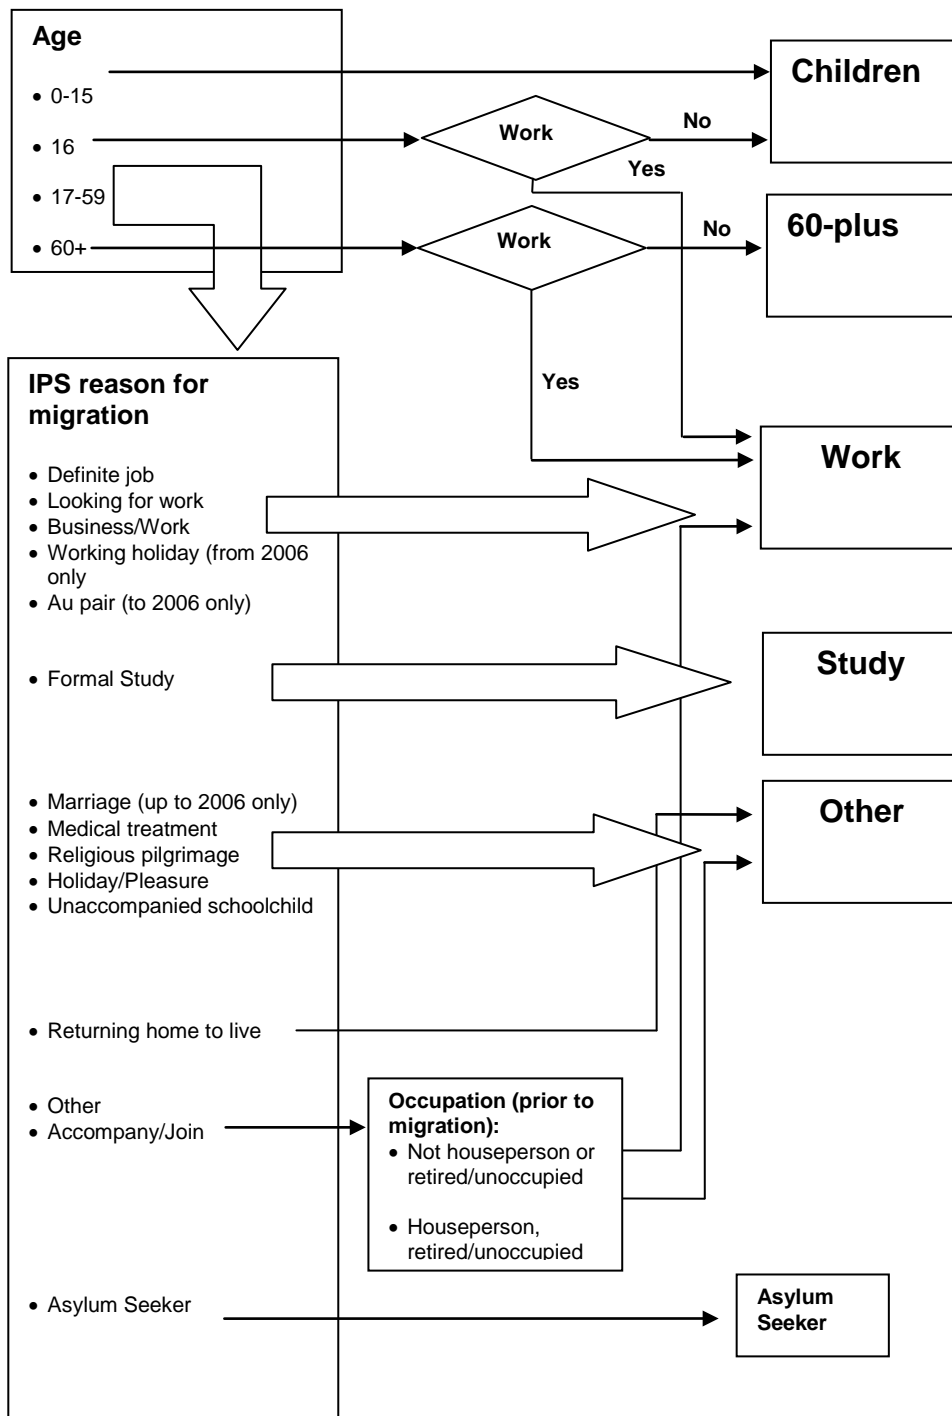 Age
• 0-15
• 16
• 17-59
• 60+
Work
No
Yes
Children
Work
No
60-plus
Yes
IPS reason for
migration
• Definite job
• Looking for work
• Business/Work
• Working holiday (from 2006
only
• Au pair (to 2006 only)
Work
• Formal Study
Study
• Marriage (up to 2006 only)
• Medical treatment
• Religious pilgrimage
• Holiday/Pleasure
• Unaccompanied schoolchild
Other
• Returning home to live
• Other
• Accompany/Join
Occupation (prior to
migration):
• Not houseperson or
retired/unoccupied
• Houseperson,
retired/unoccupied
• Asylum Seeker
Asylum
Seeker